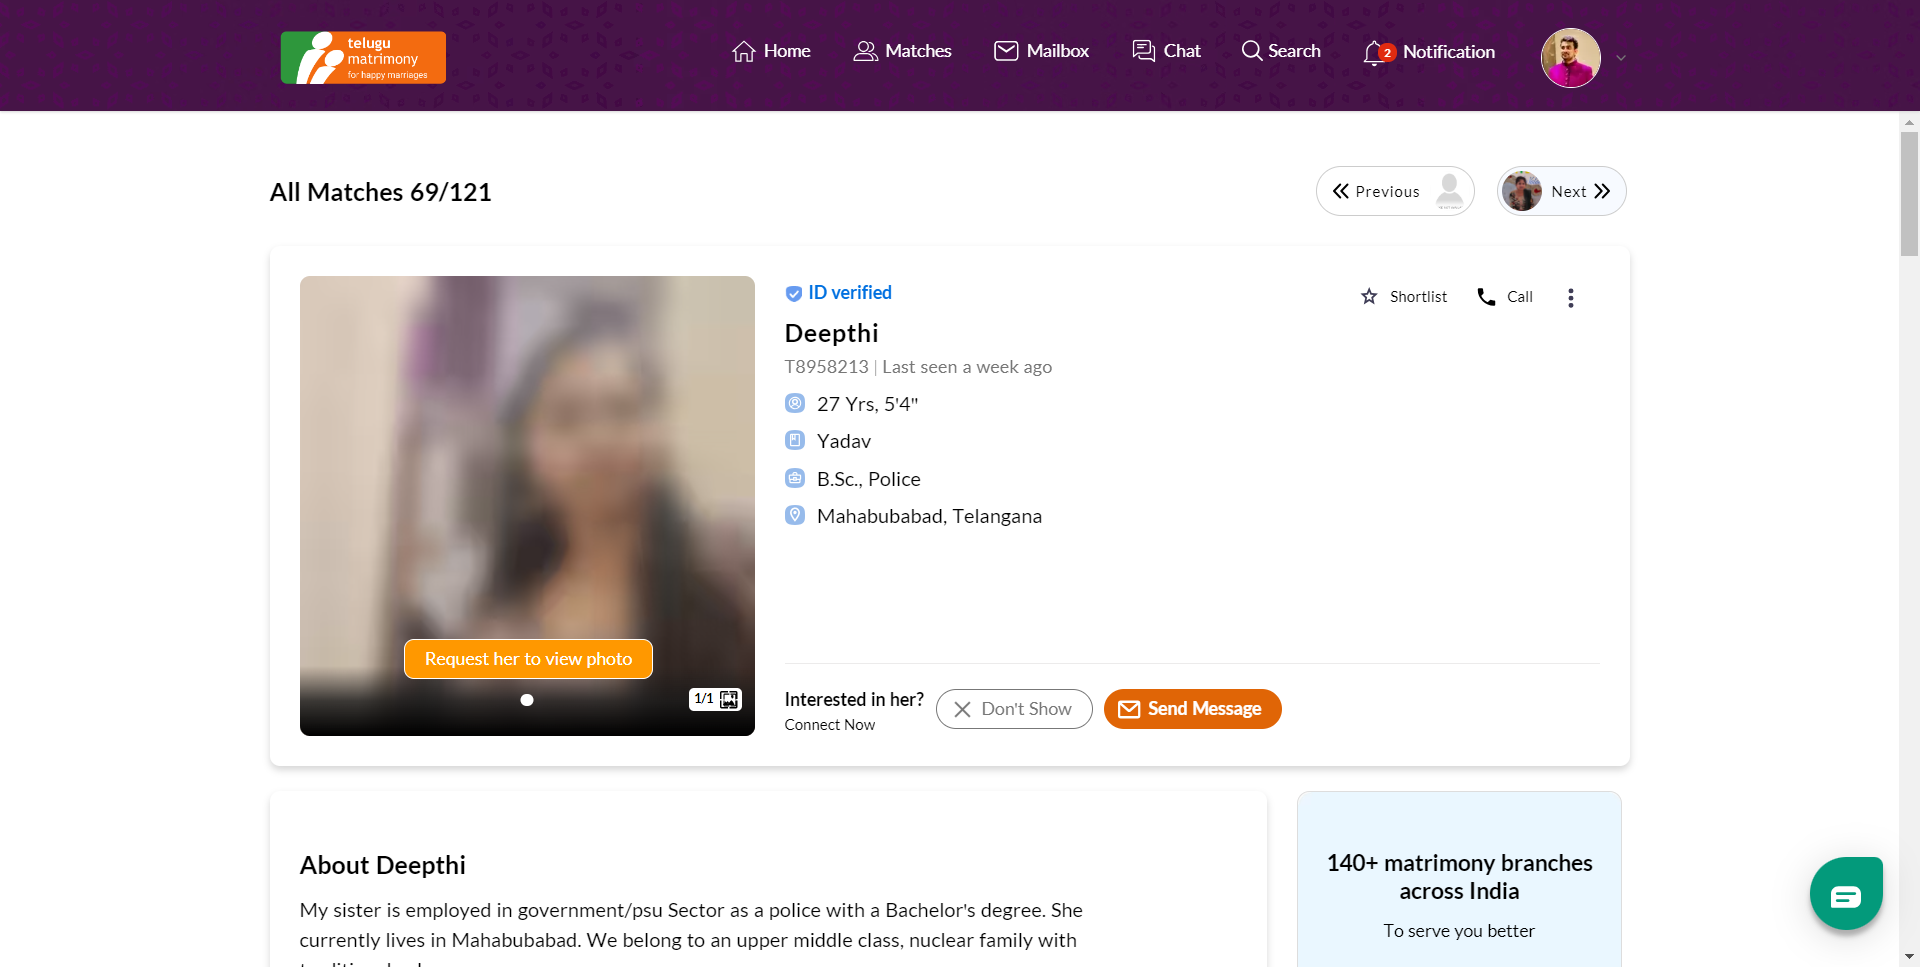 telugu
matrimony
for happy marriages
Home
Matches
Mailbox
Chat
Search
2
Notification
All Matches 69/121
Previous
Next
ID verified
Shortlist
Call
Deepthi
T8958213 | Last seen a week ago
27 Yrs, 5'4"
Yadav
B.Sc., Police
Mahabubabad, Telangana
Request her to view photo
1/1
Interested in her?
Connect Now
Don't Show
Send Message
About Deepthi
My sister is employed in government/psu Sector as a police with a Bachelor's degree. She
currently lives in Mahabubabad. We belong to an upper middle class, nuclear family with
140+ matrimony branches
across India
To serve you better